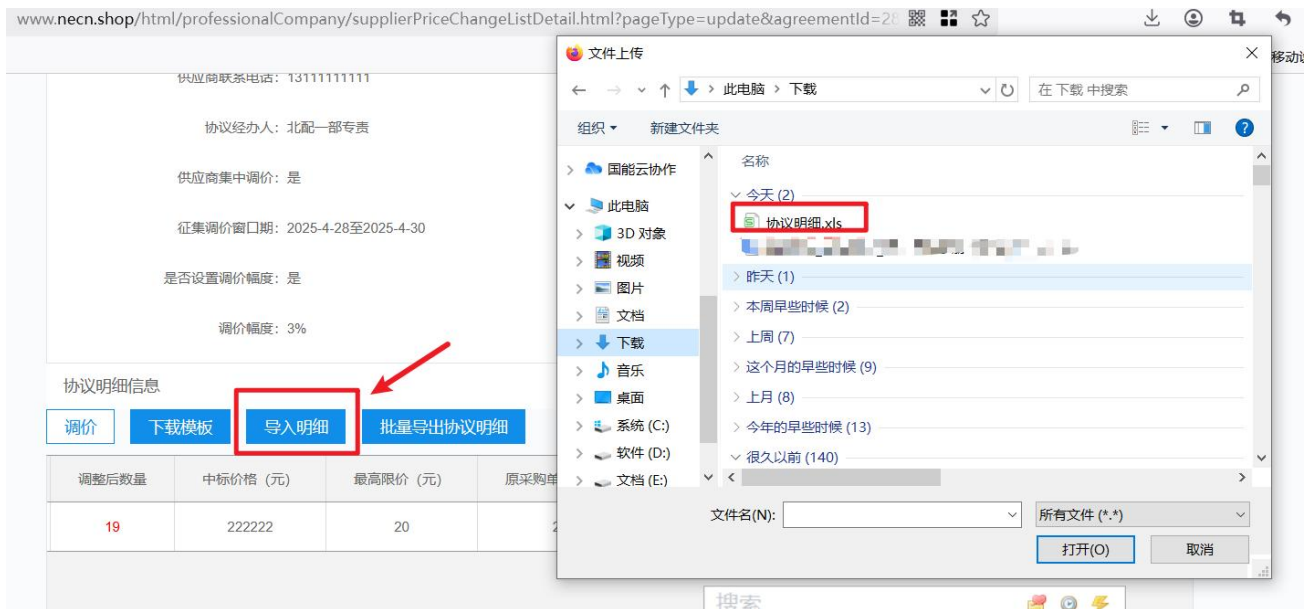 www.necn.shop/html/professionalCompany/supplierPriceChangeListDetail.html?pageType=update&agreementId=28
供应商联系电话：13111111111
协议经办人：北配一部专责
供应商集中调价：是
征集调价窗口期：2025-4-28至2025-4-30
是否设置调价幅度：是
调价幅度：3%
协议明细信息
调价 下载模板 导入明细 批量导出协议明细
调整后数量 中标价格（元） 最高限价（元） 原采购单
19 222222 20 2
文件上传
此电脑 > 下载
在 下载 中搜索
组织 新建文件夹
国能云协作
此电脑
3D 对象
视频
图片
文档
下载
音乐
桌面
系统 (C:)
软件 (D:)
文档 (E:)
名称
今天 (2)
协议明细.xls
昨天 (1)
本周早些时候 (2)
上周 (7)
这个月的早些时候 (9)
上月 (8)
今年的早些时候 (13)
很久以前 (140)
文件名(N):
所有文件 (*.*)
打开(O) 取消
移动设
搜索